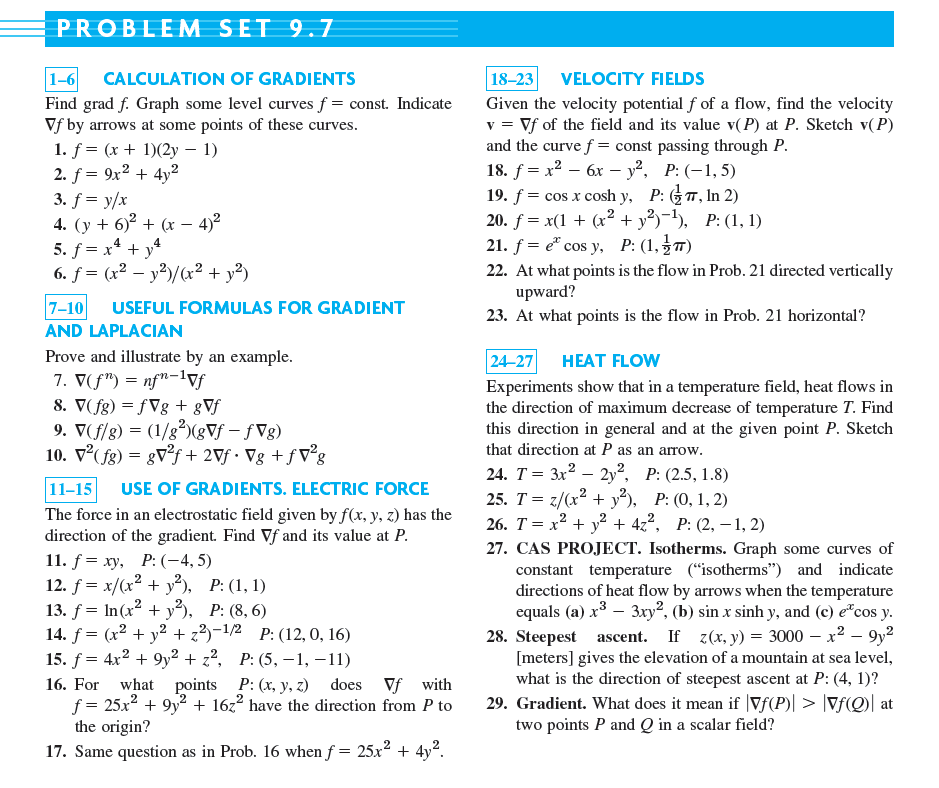 PROBLEM SET 9.7
1–6 CALCULATION OF GRADIENTS
Find grad f. Graph some level curves f = const. Indicate
∇f by arrows at some points of these curves.
1. f = (x + 1)(2y − 1)
2. f = 9x² + 4y²
3. f = y/x
4. (y + 6)² + (x − 4)²
5. f = x⁴ + y⁴
6. f = (x² − y²)/(x² + y²)
7–10 USEFUL FORMULAS FOR GRADIENT
AND LAPLACIAN
Prove and illustrate by an example.
7. ∇(fⁿ) = nfⁿ⁻¹∇f
8. ∇(fg) = f∇g + g∇f
9. ∇(f/g) = (1/g²)(g∇f − f∇g)
10. ∇²(fg) = g∇²f + 2∇f · ∇g + f∇²g
11–15 USE OF GRADIENTS. ELECTRIC FORCE
The force in an electrostatic field given by f(x, y, z) has the
direction of the gradient. Find ∇f and its value at P.
11. f = xy, P: (−4, 5)
12. f = x/(x² + y²), P: (1, 1)
13. f = ln(x² + y²), P: (8, 6)
14. f = (x² + y² + z²)⁻¹/² P: (12, 0, 16)
15. f = 4x² + 9y² + z², P: (5, −1, −11)
16. For what points P: (x, y, z) does ∇f with
f = 25x² + 9y² + 16z² have the direction from P to
the origin?
17. Same question as in Prob. 16 when f = 25x² + 4y².
18–23 VELOCITY FIELDS
Given the velocity potential f of a flow, find the velocity
v = ∇f of the field and its value v(P) at P. Sketch v(P)
and the curve f = const passing through P.
18. f = x² − 6x − y², P: (−1, 5)
19. f = cos x cosh y, P: (½π, ln 2)
20. f = x(1 + (x² + y²)⁻¹), P: (1, 1)
21. f = eˣ cos y, P: (1, ½π)
22. At what points is the flow in Prob. 21 directed vertically
upward?
23. At what points is the flow in Prob. 21 horizontal?
24–27 HEAT FLOW
Experiments show that in a temperature field, heat flows in
the direction of maximum decrease of temperature T. Find
this direction in general and at the given point P. Sketch
that direction at P as an arrow.
24. T = 3x² − 2y², P: (2.5, 1.8)
25. T = z/(x² + y²), P: (0, 1, 2)
26. T = x² + y² + 4z², P: (2, −1, 2)
27. CAS PROJECT. Isotherms. Graph some curves of
constant temperature (“isotherms”) and indicate
directions of heat flow by arrows when the temperature
equals (a) x³ − 3xy², (b) sin x sinh y, and (c) eˣcos y.
28. Steepest ascent. If z(x, y) = 3000 − x² − 9y²
[meters] gives the elevation of a mountain at sea level,
what is the direction of steepest ascent at P: (4, 1)?
29. Gradient. What does it mean if |∇f(P)| > |∇f(Q)| at
two points P and Q in a scalar field?